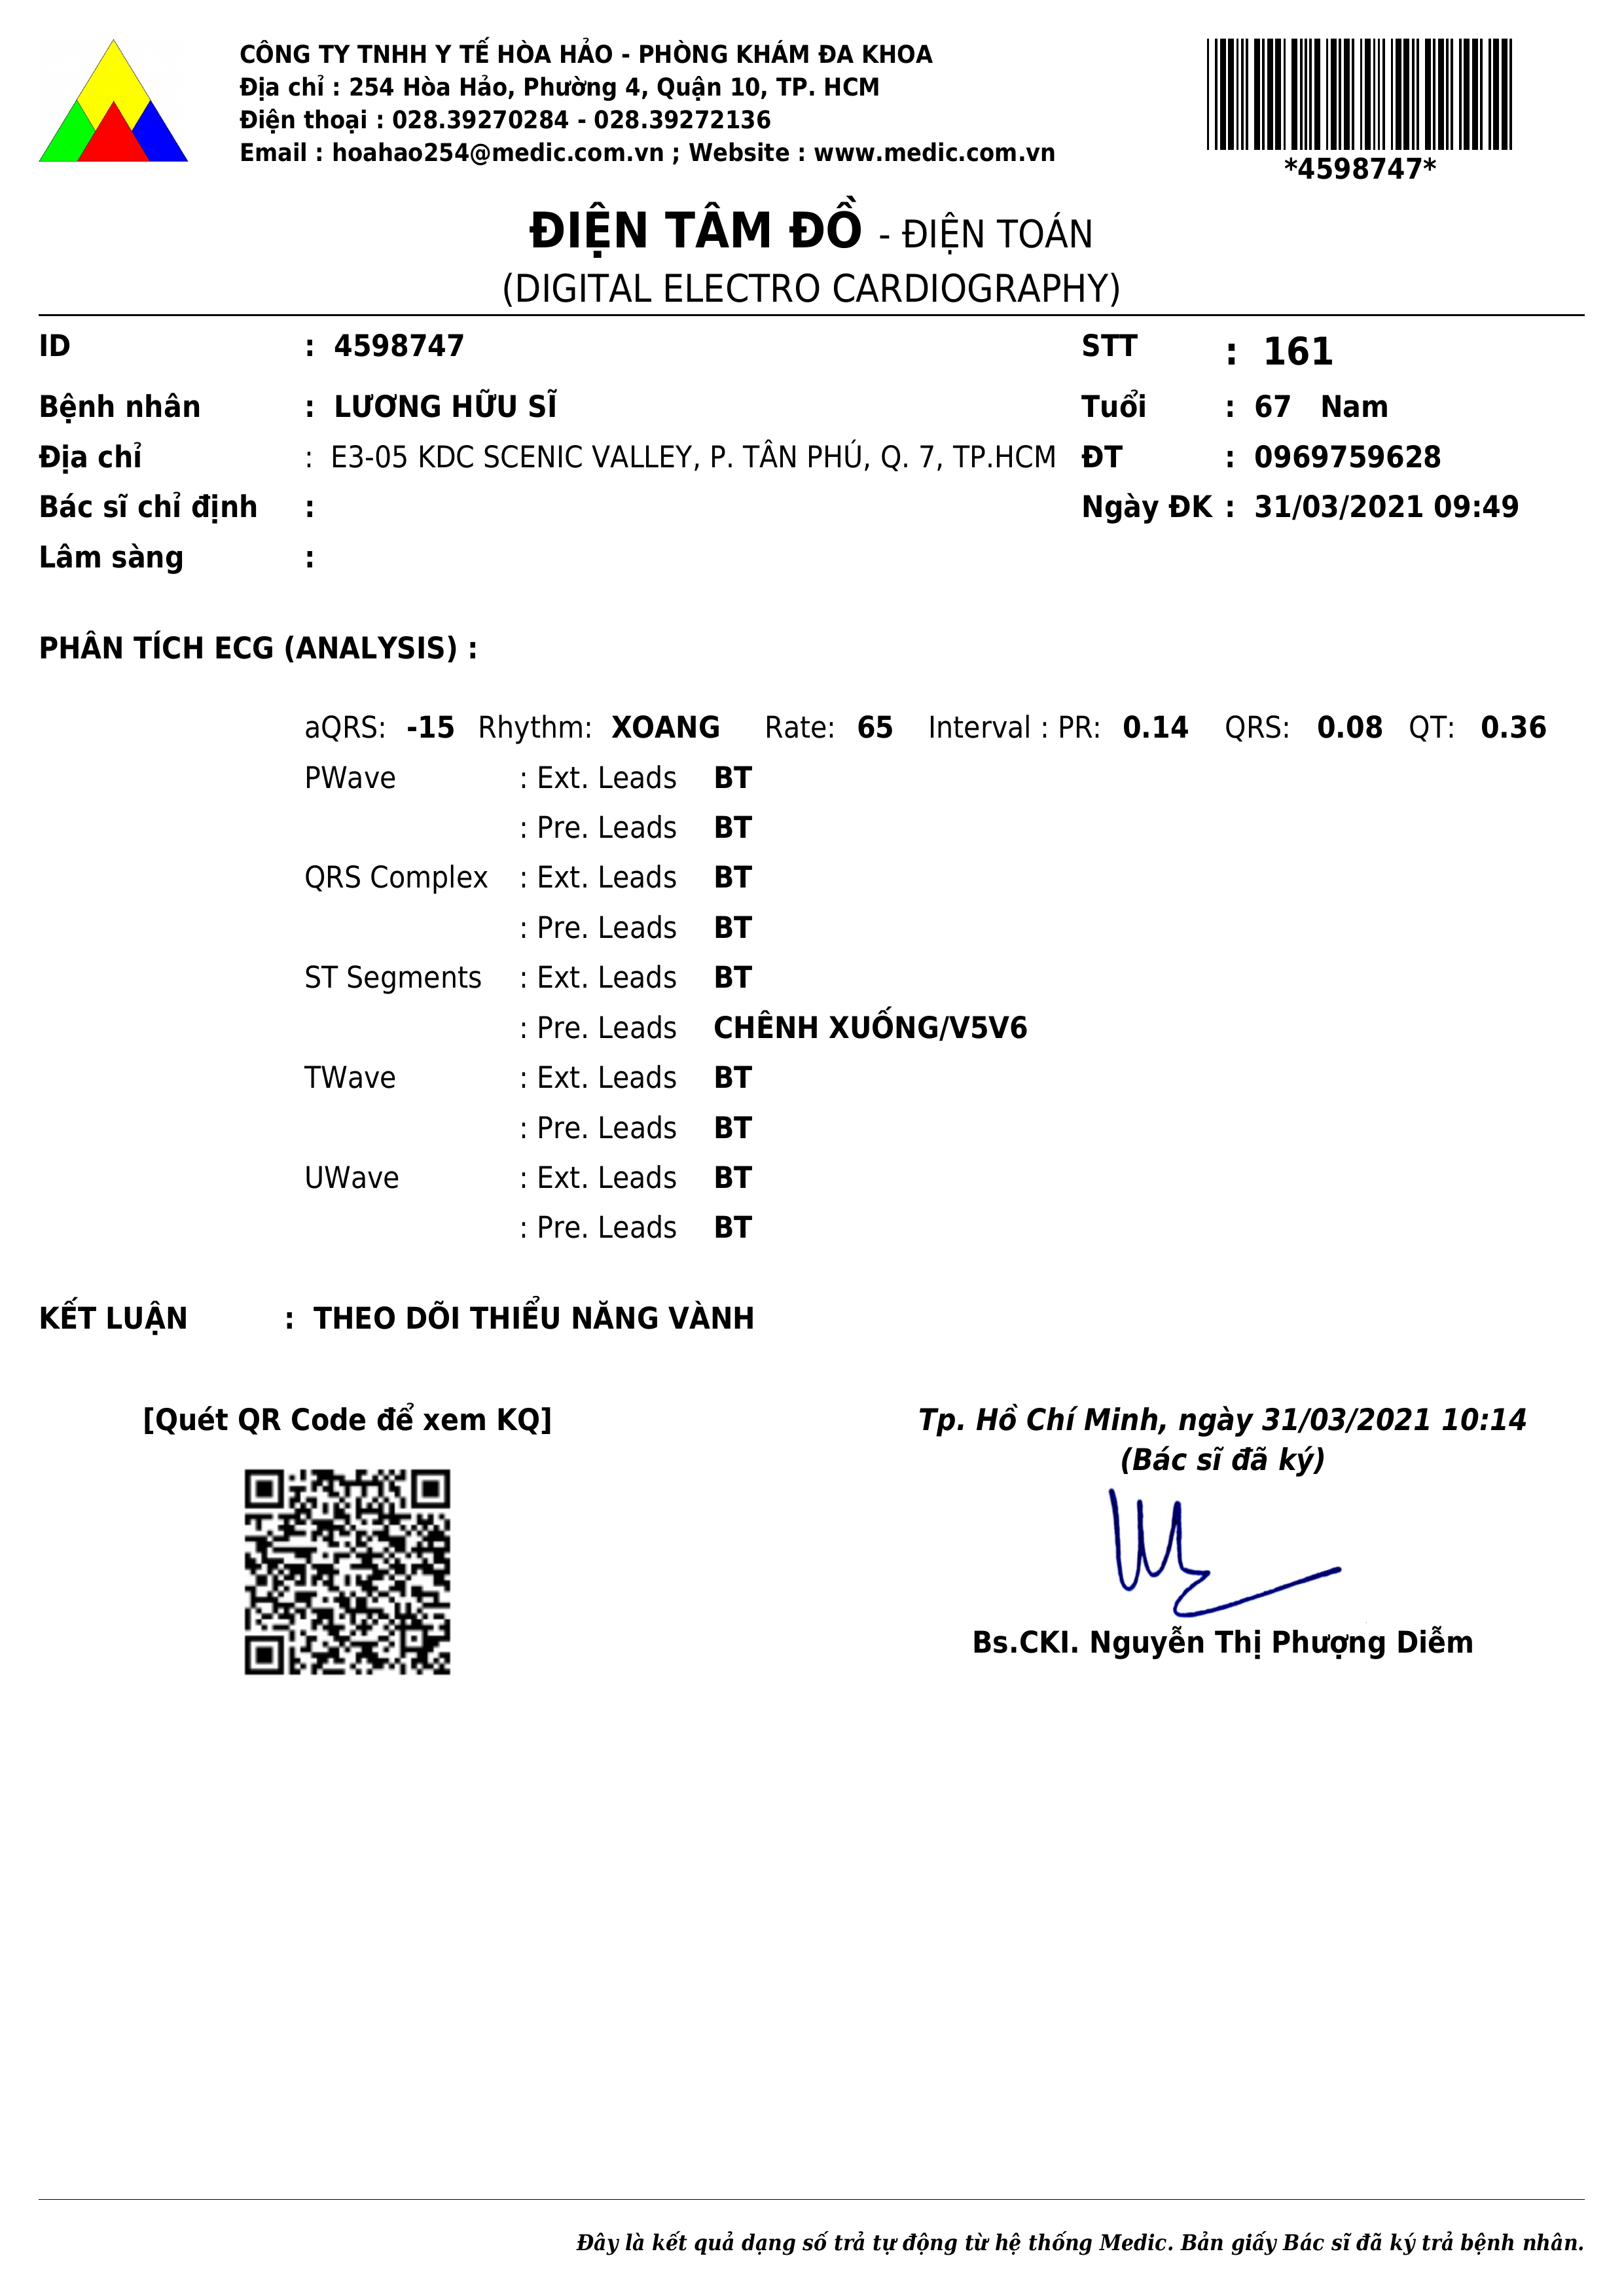 CÔNG TY TNHH Y TẾ HÒA HẢO - PHÒNG KHÁM ĐA KHOA
Địa chỉ : 254 Hòa Hảo, Phường 4, Quận 10, TP. HCM
Điện thoại : 028.39270284 - 028.39272136
Email : hoahao254@medic.com.vn ; Website : www.medic.com.vn
*4598747*
ĐIỆN TÂM ĐỒ - ĐIỆN TOÁN
(DIGITAL ELECTRO CARDIOGRAPHY)
ID : 4598747 STT : 161
Bệnh nhân : LƯƠNG HỮU SĨ Tuổi : 67 Nam
Địa chỉ : E3-05 KDC SCENIC VALLEY, P. TÂN PHÚ, Q. 7, TP.HCM ĐT : 0969759628
Bác sĩ chỉ định : Ngày ĐK : 31/03/2021 09:49
Lâm sàng :
PHÂN TÍCH ECG (ANALYSIS) :
aQRS: -15 Rhythm: XOANG Rate: 65 Interval : PR: 0.14 QRS: 0.08 QT: 0.36
PWave : Ext. Leads BT
: Pre. Leads BT
QRS Complex : Ext. Leads BT
: Pre. Leads BT
ST Segments : Ext. Leads BT
: Pre. Leads CHÊNH XUỐNG/V5V6
TWave : Ext. Leads BT
: Pre. Leads BT
UWave : Ext. Leads BT
: Pre. Leads BT
KẾT LUẬN : THEO DÕI THIỂU NĂNG VÀNH
[Quét QR Code để xem KQ]
Tp. Hồ Chí Minh, ngày 31/03/2021 10:14
(Bác sĩ đã ký)
Bs.CKI. Nguyễn Thị Phượng Diễm
Đây là kết quả dạng số trả tự động từ hệ thống Medic. Bản giấy Bác sĩ đã ký trả bệnh nhân.